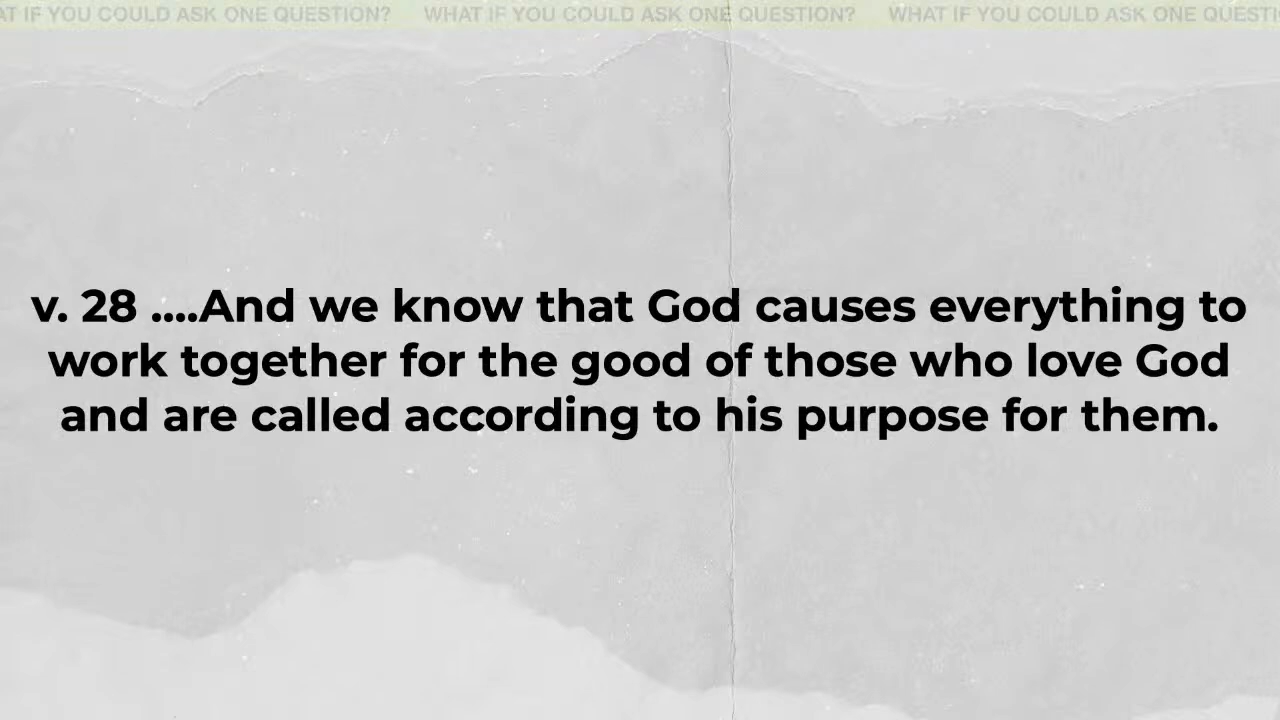 AT IF YOU COULD ASK ONE QUESTION? WHAT IF YOU COULD ASK ONE QUESTION? WHAT IF YOU COULD ASK ONE QUESTI
v. 28 ....And we know that God causes everything to
work together for the good of those who love God
and are called according to his purpose for them.